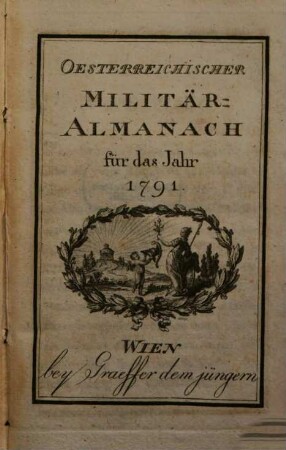 OESTERREICHISCHER
MILITÄR:
ALMANACH
für das Jahr
1791.
WIEN
bey Graeffer dem jüngern